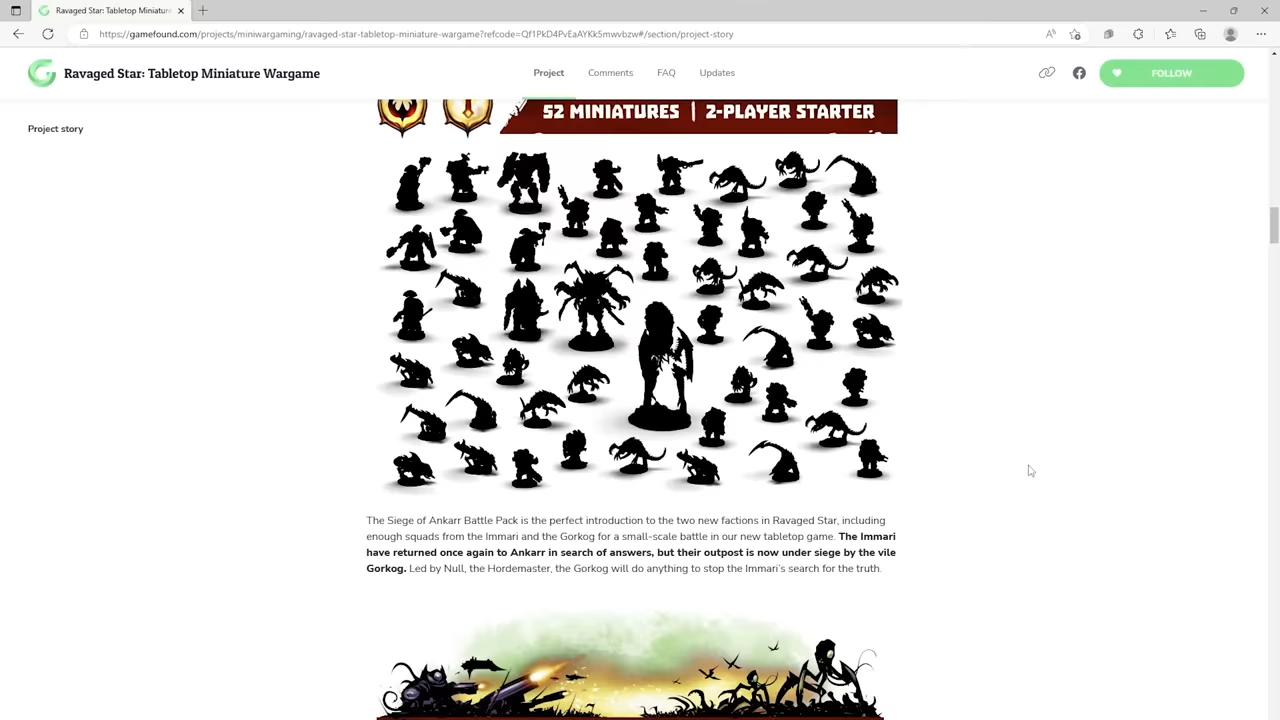 Ravaged Star: Tabletop Miniature
https://gamefound.com/projects/miniwargaming/ravaged-star-tabletop-miniature-wargame?refcode=Qf1PkD4PvEaAYKk5mwvbzw#/section/project-story
Ravaged Star: Tabletop Miniature Wargame
Project
Comments
FAQ
Updates
FOLLOW
Project story
52 MINIATURES | 2-PLAYER STARTER
The Siege of Ankarr Battle Pack is the perfect introduction to the two new factions in Ravaged Star, including
enough squads from the Immari and the Gorkog for a small-scale battle in our new tabletop game. The Immari
have returned once again to Ankarr in search of answers, but their outpost is now under siege by the vile
Gorkog. Led by Null, the Hordemaster, the Gorkog will do anything to stop the Immari's search for the truth.